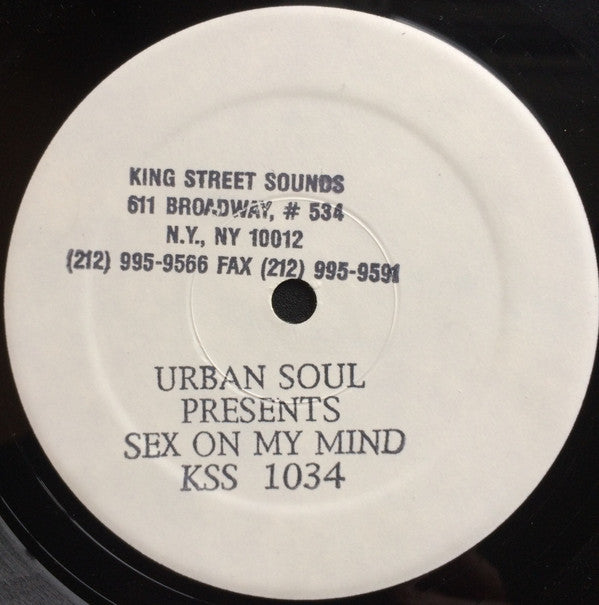 KING STREET SOUNDS
611 BROADWAY, # 534
N.Y., NY 10012
(212) 995-9566 FAX (212) 995-9591
URBAN SOUL
PRESENTS
SEX ON MY MIND
KSS 1034